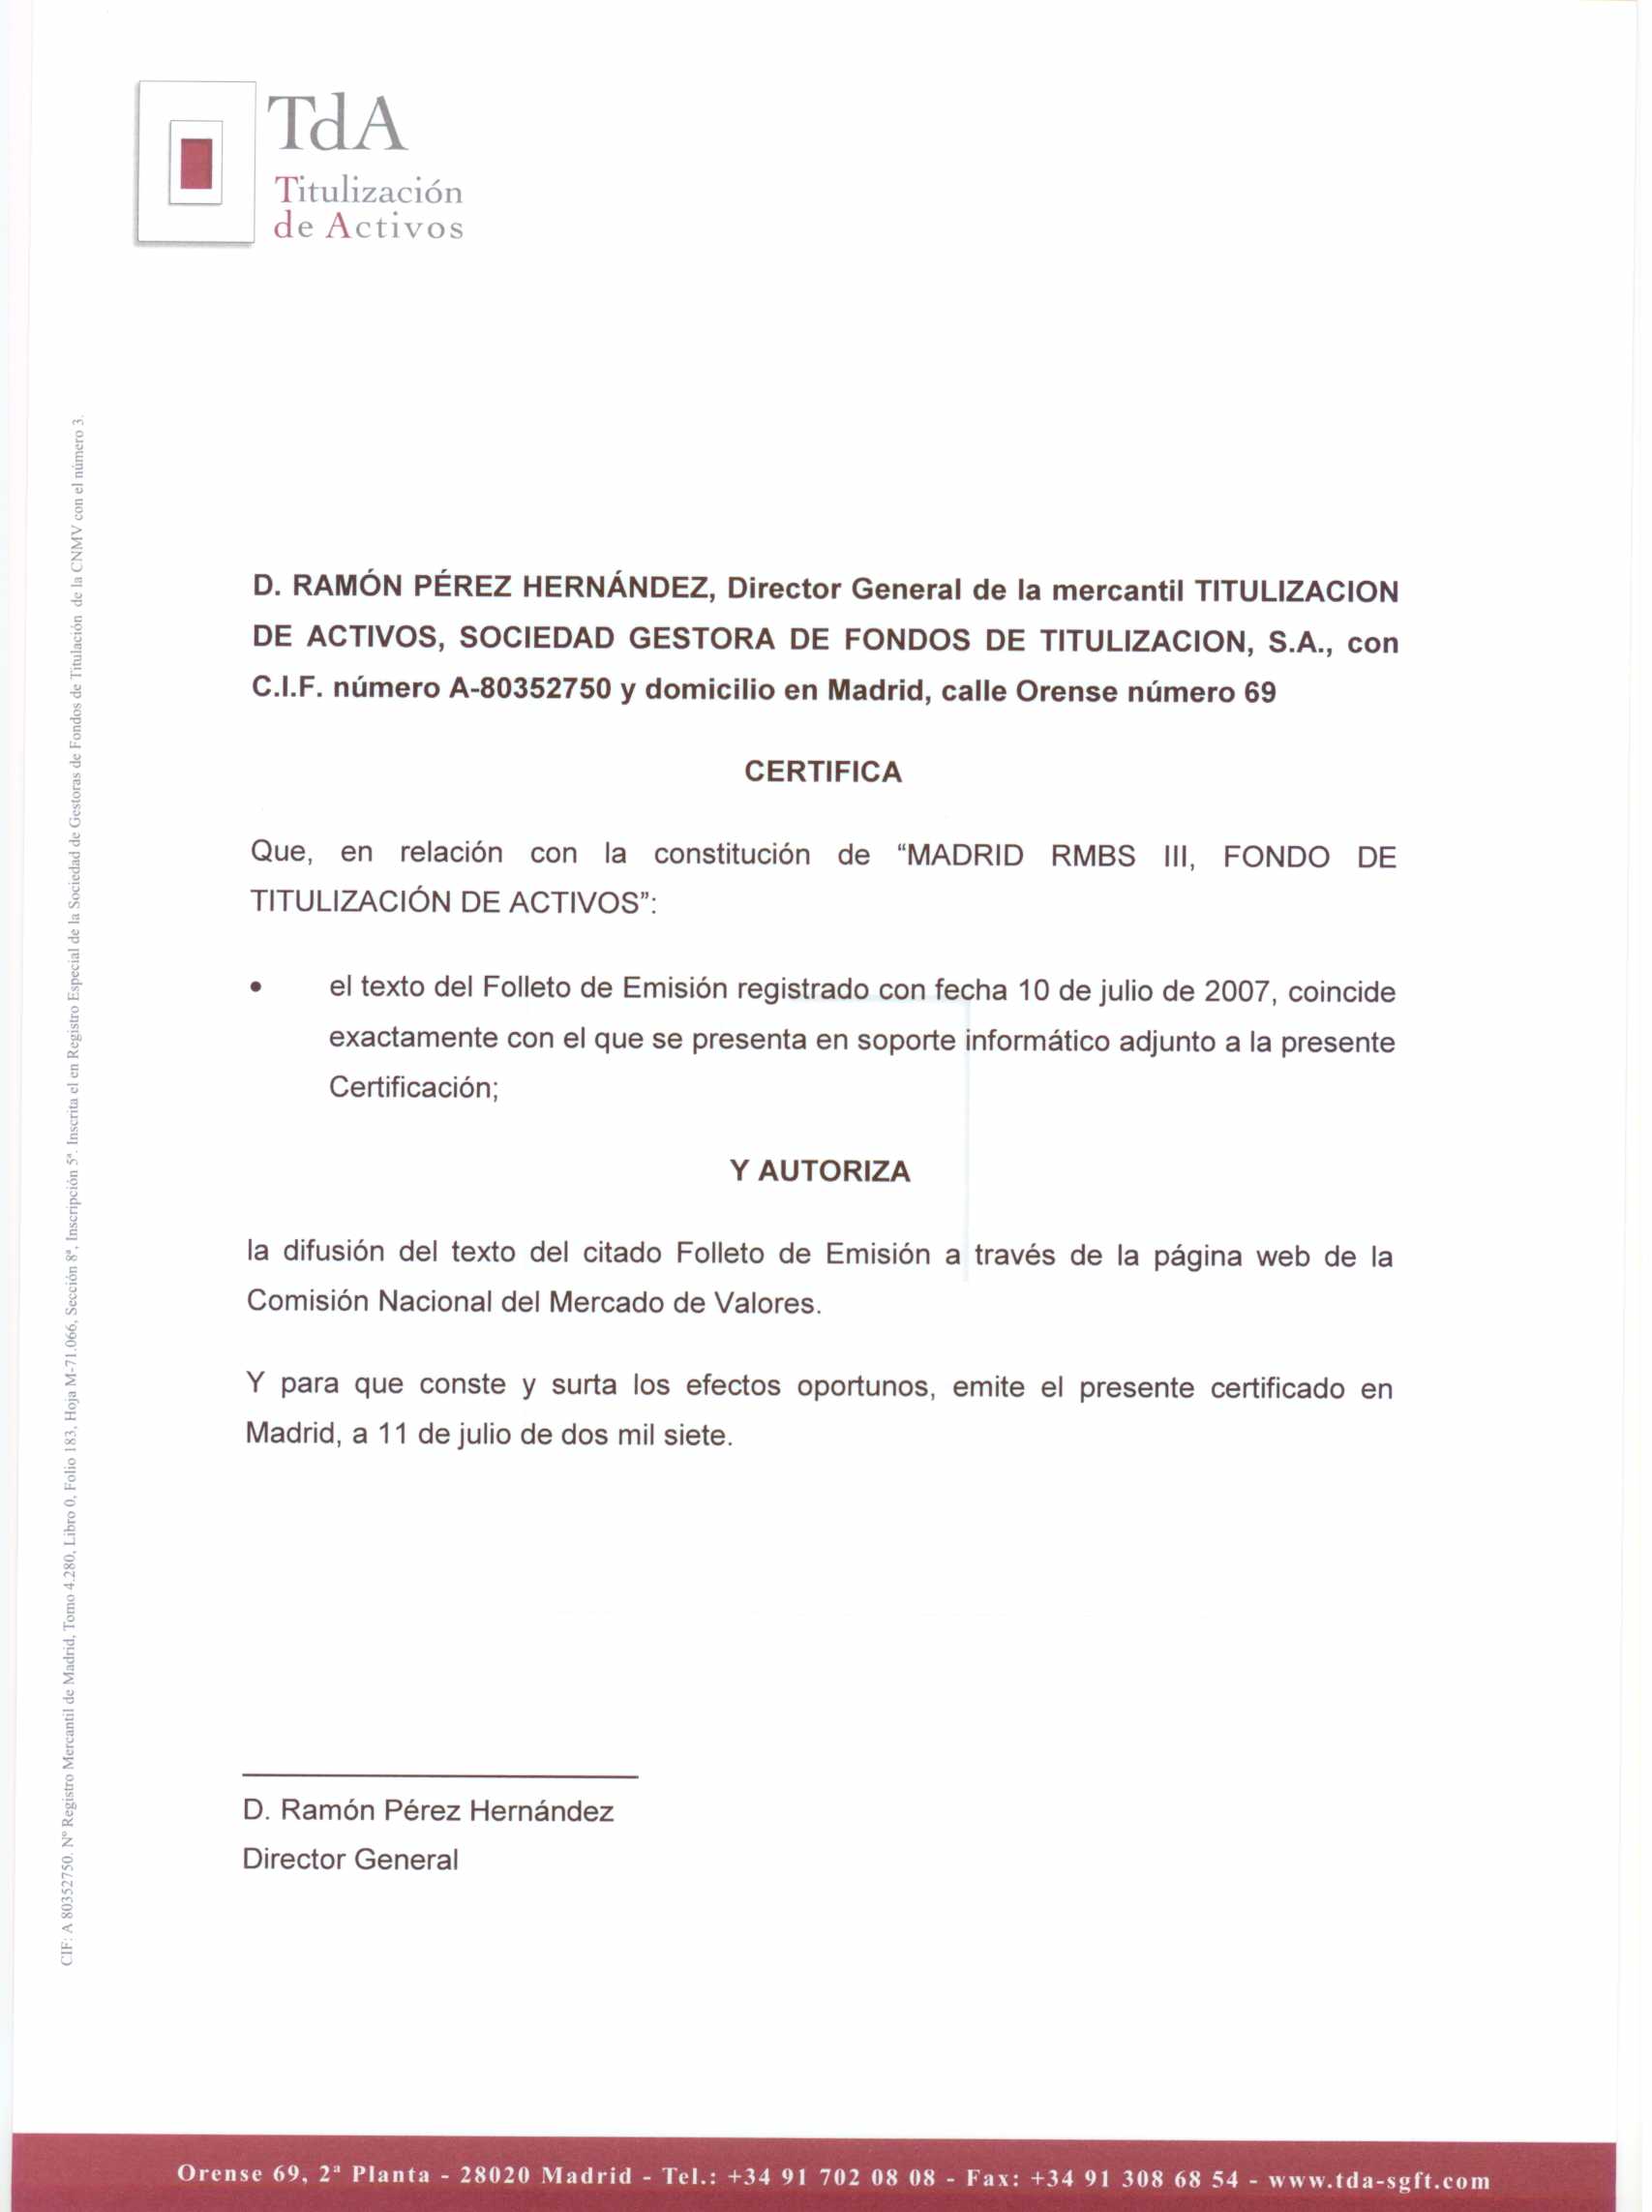 TdA
Titulización
de Activos
D. RAMÓN PÉREZ HERNÁNDEZ, Director General de la mercantil TITULIZACION
DE ACTIVOS, SOCIEDAD GESTORA DE FONDOS DE TITULIZACION, S.A., con
C.I.F. número A-80352750 y domicilio en Madrid, calle Orense número 69
CERTIFICA
Que, en relación con la constitución de “MADRID RMBS III, FONDO DE
TITULIZACIÓN DE ACTIVOS”:
• el texto del Folleto de Emisión registrado con fecha 10 de julio de 2007, coincide
exactamente con el que se presenta en soporte informático adjunto a la presente
Certificación;
Y AUTORIZA
la difusión del texto del citado Folleto de Emisión a través de la página web de la
Comisión Nacional del Mercado de Valores.
Y para que conste y surta los efectos oportunos, emite el presente certificado en
Madrid, a 11 de julio de dos mil siete.
D. Ramón Pérez Hernández
Director General
CIF: A 80352750. Nº Registro Mercantil de Madrid, Tomo 4.280, Libro 0, Folio 183, Hoja M-71.066, Sección 8ª, Inscripción 5ª. Inscrita el en Registro Especial de la Sociedad de Gestoras de Fondos de Titulación de la CNMV con el número 3.
Orense 69, 2ª Planta - 28020 Madrid - Tel.: +34 91 702 08 08 - Fax: +34 91 308 68 54 - www.tda-sgft.com